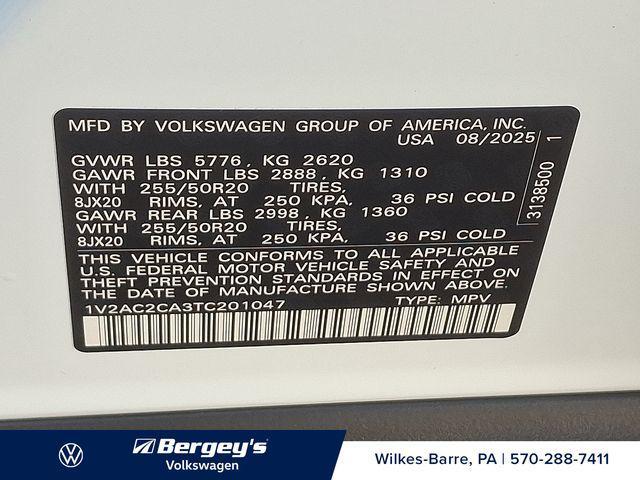 MFD BY VOLKSWAGEN GROUP OF AMERICA, INC.
USA 08/2025
GVWR LBS 5776 , KG 2620
GAWR FRONT LBS 2888 , KG 1310
WITH 255/50R20 TIRES,
8JX20 RIMS, AT 250 KPA, 36 PSI COLD
GAWR REAR LBS 2998 , KG 1360
WITH 255/50R20 TIRES,
8JX20 RIMS, AT 250 KPA, 36 PSI COLD
THIS VEHICLE CONFORMS TO ALL APPLICABLE
U.S. FEDERAL MOTOR VEHICLE SAFETY AND
THEFT PREVENTION STANDARDS IN EFFECT ON
THE DATE OF MANUFACTURE SHOWN ABOVE.
1V2AC2CA3TC201047 TYPE: MPV
3138500 1
Bergey's
Volkswagen
Wilkes-Barre, PA | 570-288-7411